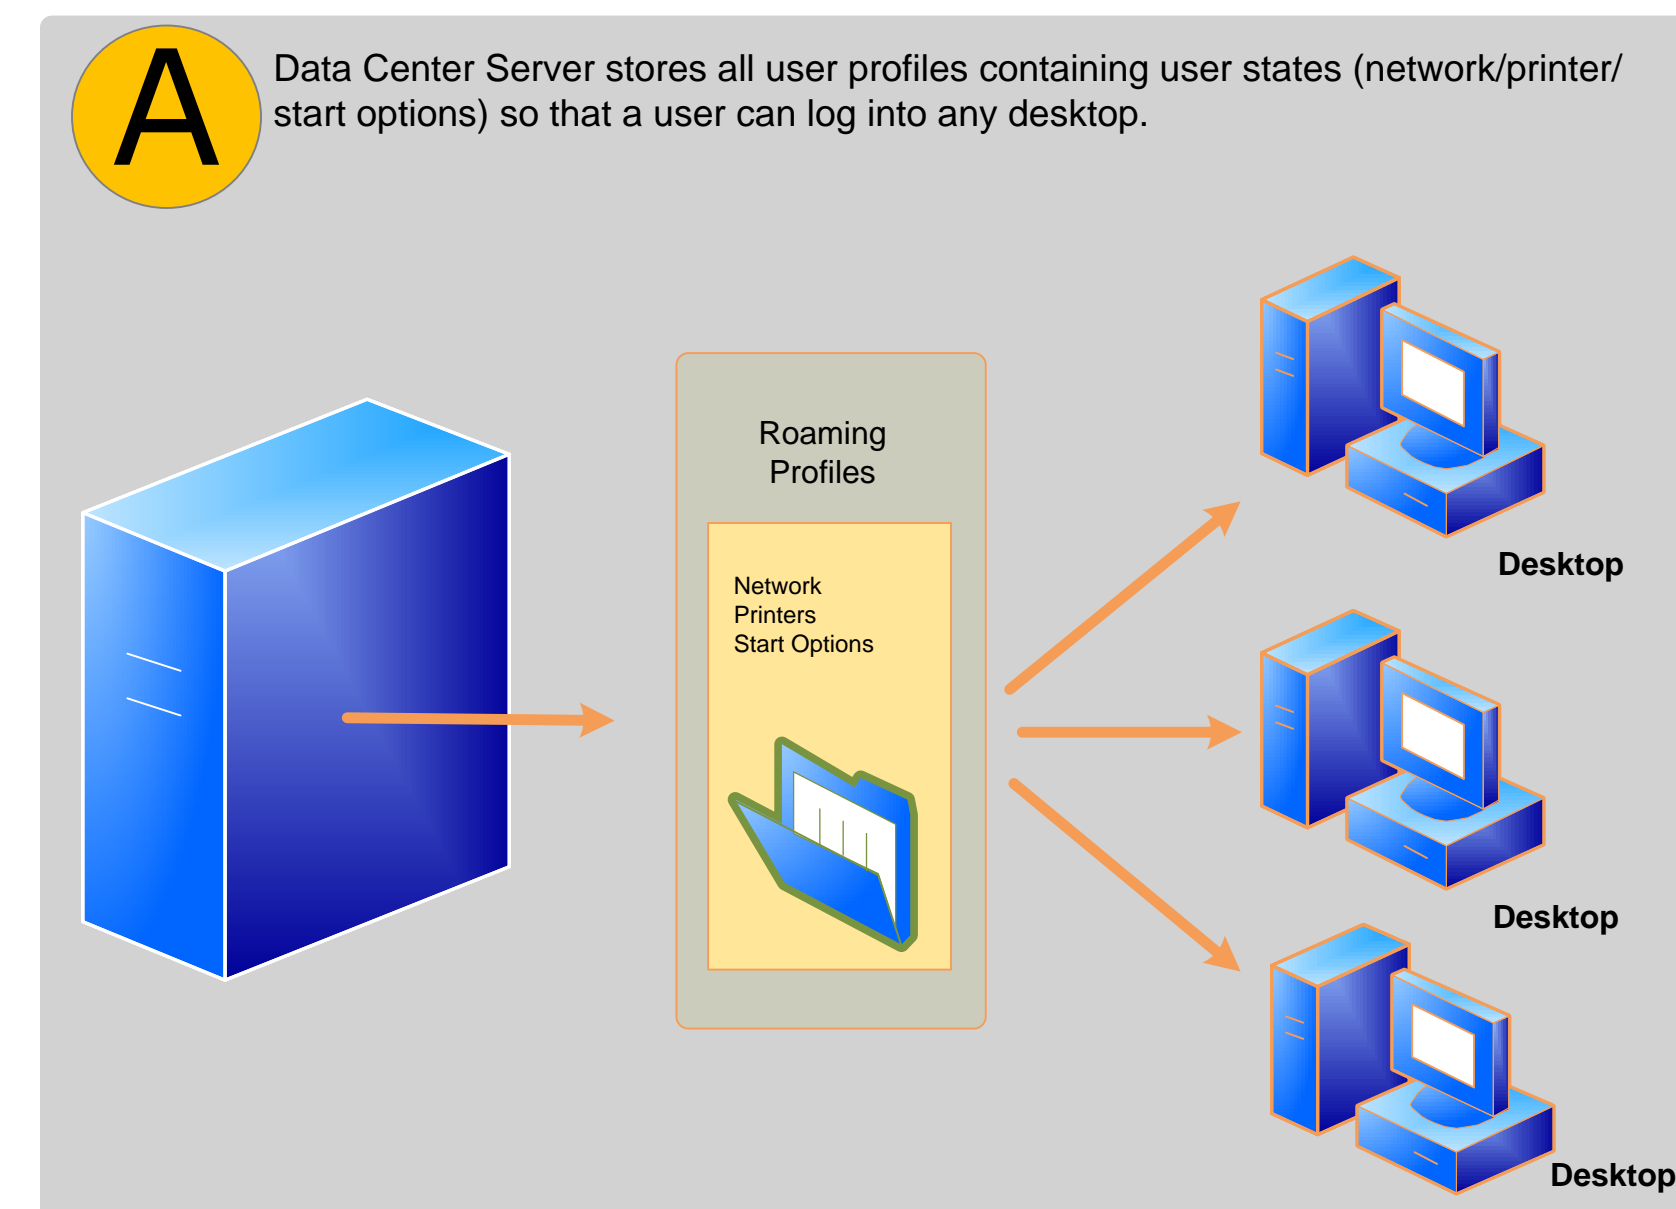 A
Data Center Server stores all user profiles containing user states (network/printer/
start options) so that a user can log into any desktop.
Roaming
Profiles
Network
Printers
Start Options
Desktop
Desktop
Desktop